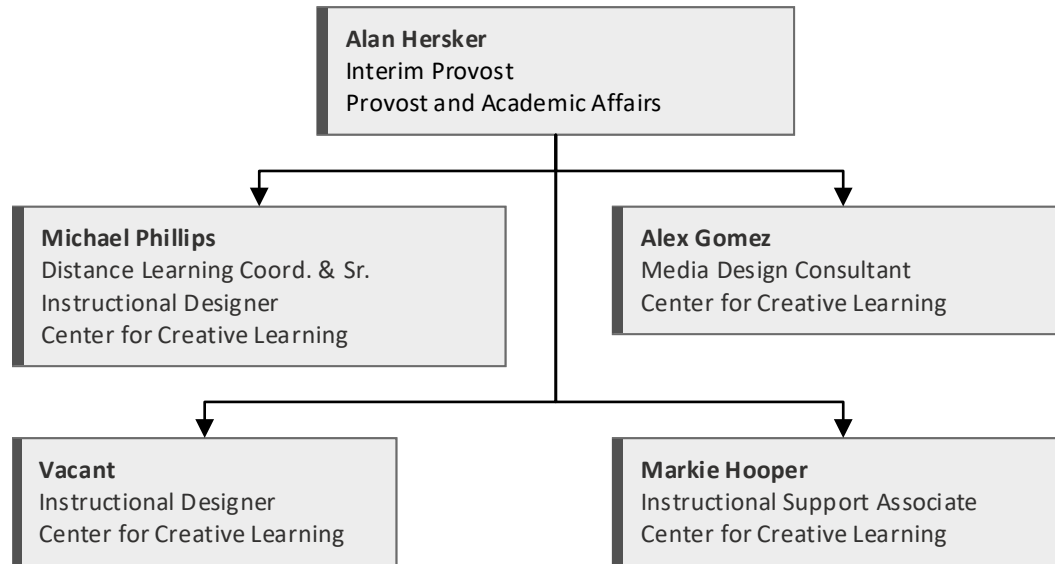 Alan Hersker
Interim Provost
Provost and Academic Affairs
Michael Phillips
Distance Learning Coord. & Sr.
Instructional Designer
Center for Creative Learning
Alex Gomez
Media Design Consultant
Center for Creative Learning
Vacant
Instructional Designer
Center for Creative Learning
Markie Hooper
Instructional Support Associate
Center for Creative Learning